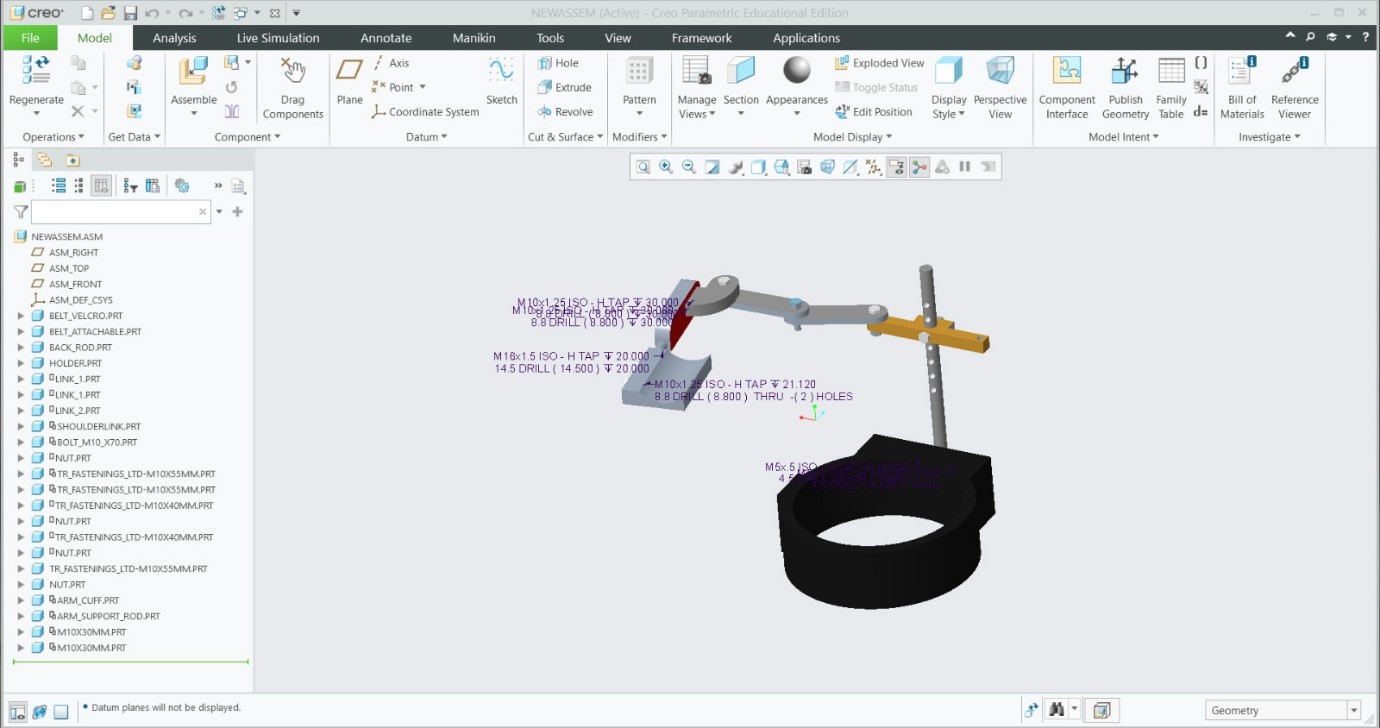 creo
NEWASSEM (Active) - Creo Parametric Educational Edition
File Model Analysis Live Simulation Annotate Manikin Tools View Framework Applications
Regenerate
Assemble
Drag Components
Plane
Axis
Point
Coordinate System
Sketch
Hole
Extrude
Revolve
Pattern
Manage Views
Section
Appearances
Exploded View
Toggle Status
Edit Position
Display Style
Perspective View
Component Interface
Publish Geometry
Family Table
d=
Bill of Materials
Reference Viewer
Operations Get Data Component Datum Cut & Surface Modifiers Model Display Model Intent Investigate
NEWASSEM.ASM
ASM_RIGHT
ASM_TOP
ASM_FRONT
ASM_DEF_CSYS
BELT_VELCRO.PRT
BELT_ATTACHABLE.PRT
BACK_ROD.PRT
HOLDER.PRT
LINK_1.PRT
LINK_1.PRT
LINK_2.PRT
SHOULDERLINK.PRT
BOLT_M10_X70.PRT
NUT.PRT
TR_FASTENINGS_LTD-M10X55MM.PRT
TR_FASTENINGS_LTD-M10X55MM.PRT
TR_FASTENINGS_LTD-M10X40MM.PRT
NUT.PRT
TR_FASTENINGS_LTD-M10X40MM.PRT
NUT.PRT
TR_FASTENINGS_LTD-M10X55MM.PRT
NUT.PRT
ARM_CUFF.PRT
ARM_SUPPORT_ROD.PRT
M10X30MM.PRT
M10X30MM.PRT
M10x1.25 ISO - H TAP ↧ 30.000
8.8 DRILL ( 8.800 ) ↧ 30.000
M16x1.5 ISO - H TAP ↧ 20.000
14.5 DRILL ( 14.500 ) ↧ 20.000
M10x1.25 ISO - H TAP ↧ 21.120
8.8 DRILL ( 8.800 ) THRU -( 2 ) HOLES
M5x.5 ISO
• Datum planes will not be displayed.
Geometry